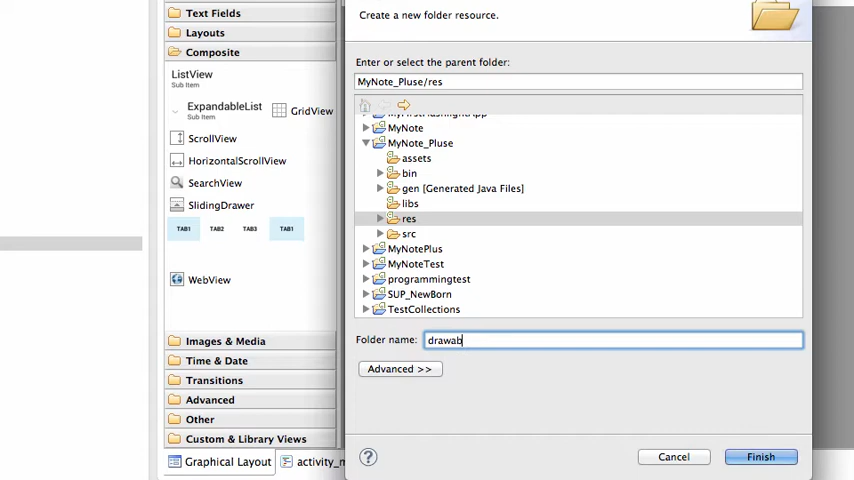 Text Fields
Layouts
Composite
ListView
Sub Item
ExpandableList
Sub Item
GridView
ScrollView
HorizontalScrollView
SearchView
SlidingDrawer
TAB1 TAB2 TAB3 TAB1
WebView
Images & Media
Time & Date
Transitions
Advanced
Other
Custom & Library Views
Graphical Layout
activity_m
Create a new folder resource.
Enter or select the parent folder:
MyNote_Pluse/res
MyFirstFlashlightApp
MyNote
MyNote_Pluse
assets
bin
gen [Generated Java Files]
libs
res
src
MyNotePlus
MyNoteTest
programmingtest
SUP_NewBorn
TestCollections
Folder name: drawab
Advanced >>
?
Cancel
Finish